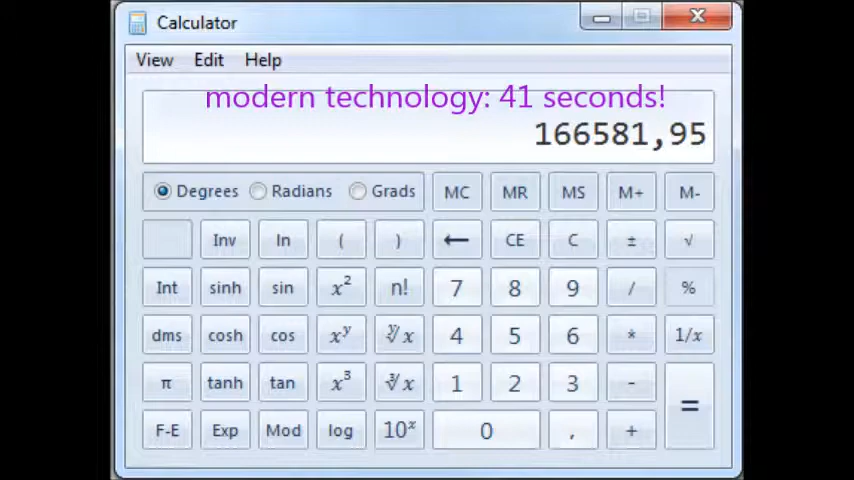 Calculator
View Edit Help
modern technology: 41 seconds!
166581,95
Degrees Radians Grads MC MR MS M+ M-
Inv ln ( ) ← CE C ± √
Int sinh sin x² n! 7 8 9 / %
dms cosh cos xʸ ʸ√x 4 5 6 * 1/x
π tanh tan x³ ³√x 1 2 3 - =
F-E Exp Mod log 10ˣ 0 , +